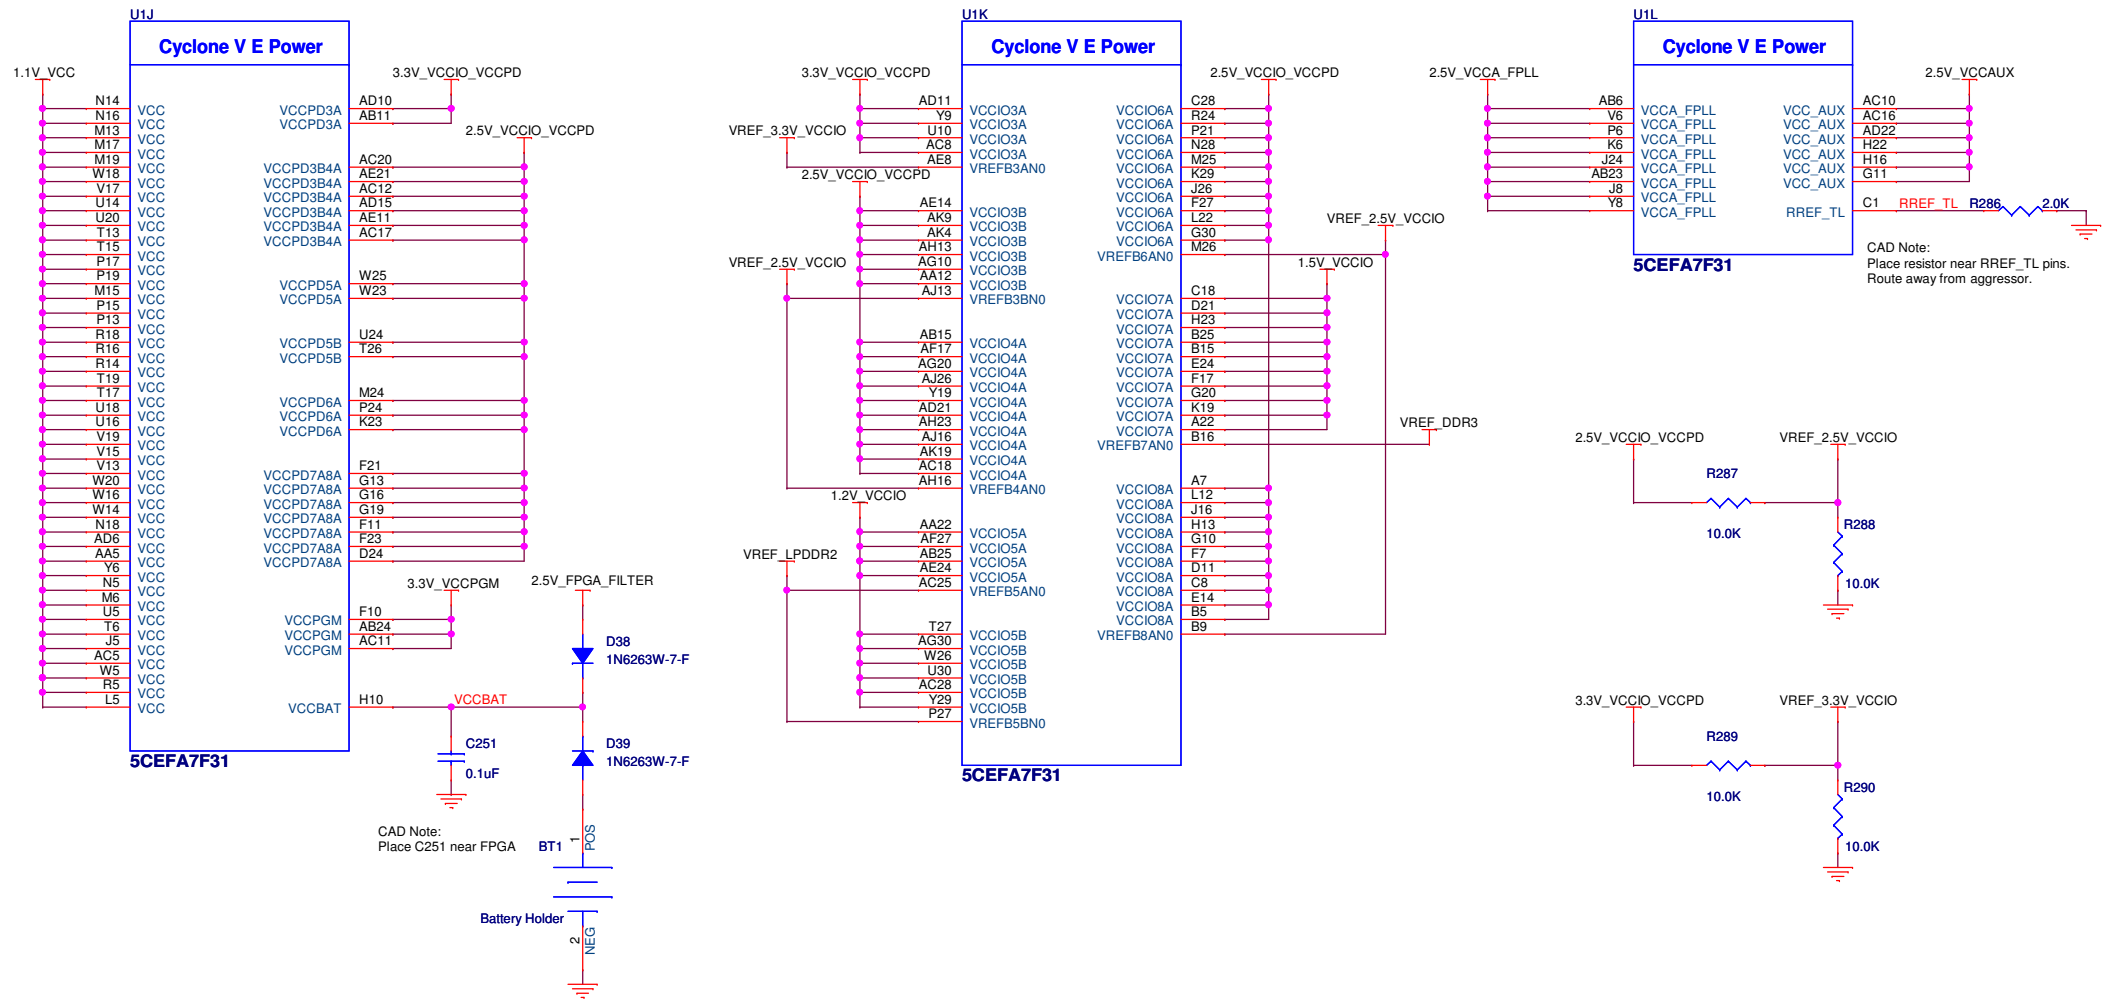 U1J
Cyclone V E Power
1.1V_VCC
3.3V_VCCIO_VCCPD
2.5V_VCCIO_VCCPD
N14 VCC VCCPD3A AD10
N16 VCC VCCPD3A AB11
M13 VCC
M17 VCC
M19 VCC VCCPD3B4A AC20
W18 VCC VCCPD3B4A AE21
V17 VCC VCCPD3B4A AC12
U14 VCC VCCPD3B4A AD15
U20 VCC VCCPD3B4A AE11
T13 VCC VCCPD3B4A AC17
T15 VCC
P17 VCC
P19 VCC VCCPD5A W25
M15 VCC VCCPD5A W23
P15 VCC
P13 VCC
R18 VCC VCCPD5B U24
R16 VCC VCCPD5B T26
R14 VCC
T19 VCC
T17 VCC VCCPD6A M24
U18 VCC VCCPD6A P24
U16 VCC VCCPD6A K23
V19 VCC
V15 VCC
V13 VCC VCCPD7A8A F21
W20 VCC VCCPD7A8A G13
W16 VCC VCCPD7A8A G16
W14 VCC VCCPD7A8A G19
N18 VCC VCCPD7A8A F11
AD6 VCC VCCPD7A8A F23
AA5 VCC VCCPD7A8A D24
Y6 VCC
N5 VCC
3.3V_VCCPGM
2.5V_FPGA_FILTER
M6 VCC
U5 VCC VCCPGM F10
T6 VCC VCCPGM AB24
J5 VCC VCCPGM AC11
AC5 VCC
W5 VCC
R5 VCC
L5 VCC VCCBAT H10 VCCBAT
5CEFA7F31
D38
1N6263W-7-F
C251
0.1uF
D39
1N6263W-7-F
CAD Note:
Place C251 near FPGA
BT1
1
POS
Battery Holder
2
NEG
U1K
Cyclone V E Power
3.3V_VCCIO_VCCPD
2.5V_VCCIO_VCCPD
VREF_3.3V_VCCIO
AD11 VCCIO3A VCCIO6A C28
Y9 VCCIO3A VCCIO6A R24
U10 VCCIO3A VCCIO6A P21
AC8 VCCIO3A VCCIO6A N28
AE8 VREFB3AN0 VCCIO6A M25
2.5V_VCCIO_VCCPD
VCCIO6A K29
VCCIO6A J26
AE14 VCCIO3B VCCIO6A F27
AK9 VCCIO3B VCCIO6A L22
VREF_2.5V_VCCIO
AK4 VCCIO3B VCCIO6A G30
AH13 VCCIO3B VREFB6AN0 M26
VREF_2.5V_VCCIO
1.5V_VCCIO
AG10 VCCIO3B
AA12 VCCIO3B
AJ13 VREFB3BN0 VCCIO7A C18
VCCIO7A D21
VCCIO7A H23
AB15 VCCIO4A VCCIO7A B25
AF17 VCCIO4A VCCIO7A B15
AG20 VCCIO4A VCCIO7A E24
AJ26 VCCIO4A VCCIO7A F17
Y19 VCCIO4A VCCIO7A G20
AD21 VCCIO4A VCCIO7A K19
AH23 VCCIO4A VCCIO7A A22
VREF_DDR3
AJ16 VCCIO4A VREFB7AN0 B16
AK19 VCCIO4A
AC18 VCCIO4A
AH16 VREFB4AN0 VCCIO8A A7
1.2V_VCCIO
VCCIO8A L12
VCCIO8A J16
AA22 VCCIO5A VCCIO8A H13
AF27 VCCIO5A VCCIO8A G10
VREF_LPDDR2
AB25 VCCIO5A VCCIO8A F7
AE24 VCCIO5A VCCIO8A D11
AC25 VREFB5AN0 VCCIO8A C8
VCCIO8A E14
VCCIO8A B5
T27 VCCIO5B VREFB8AN0 B9
AG30 VCCIO5B
W26 VCCIO5B
U30 VCCIO5B
AC28 VCCIO5B
Y29 VCCIO5B
P27 VREFB5BN0
5CEFA7F31
U1L
Cyclone V E Power
2.5V_VCCA_FPLL
2.5V_VCCAUX
AB6 VCCA_FPLL VCC_AUX AC10
V6 VCCA_FPLL VCC_AUX AC16
P6 VCCA_FPLL VCC_AUX AD22
K6 VCCA_FPLL VCC_AUX H22
J24 VCCA_FPLL VCC_AUX H16
AB23 VCCA_FPLL VCC_AUX G11
J8 VCCA_FPLL
Y8 VCCA_FPLL RREF_TL C1 RREF_TL R286 2.0K
5CEFA7F31
CAD Note:
Place resistor near RREF_TL pins.
Route away from aggressor.
2.5V_VCCIO_VCCPD
VREF_2.5V_VCCIO
R287
10.0K
R288
10.0K
3.3V_VCCIO_VCCPD
VREF_3.3V_VCCIO
R289
10.0K
R290
10.0K